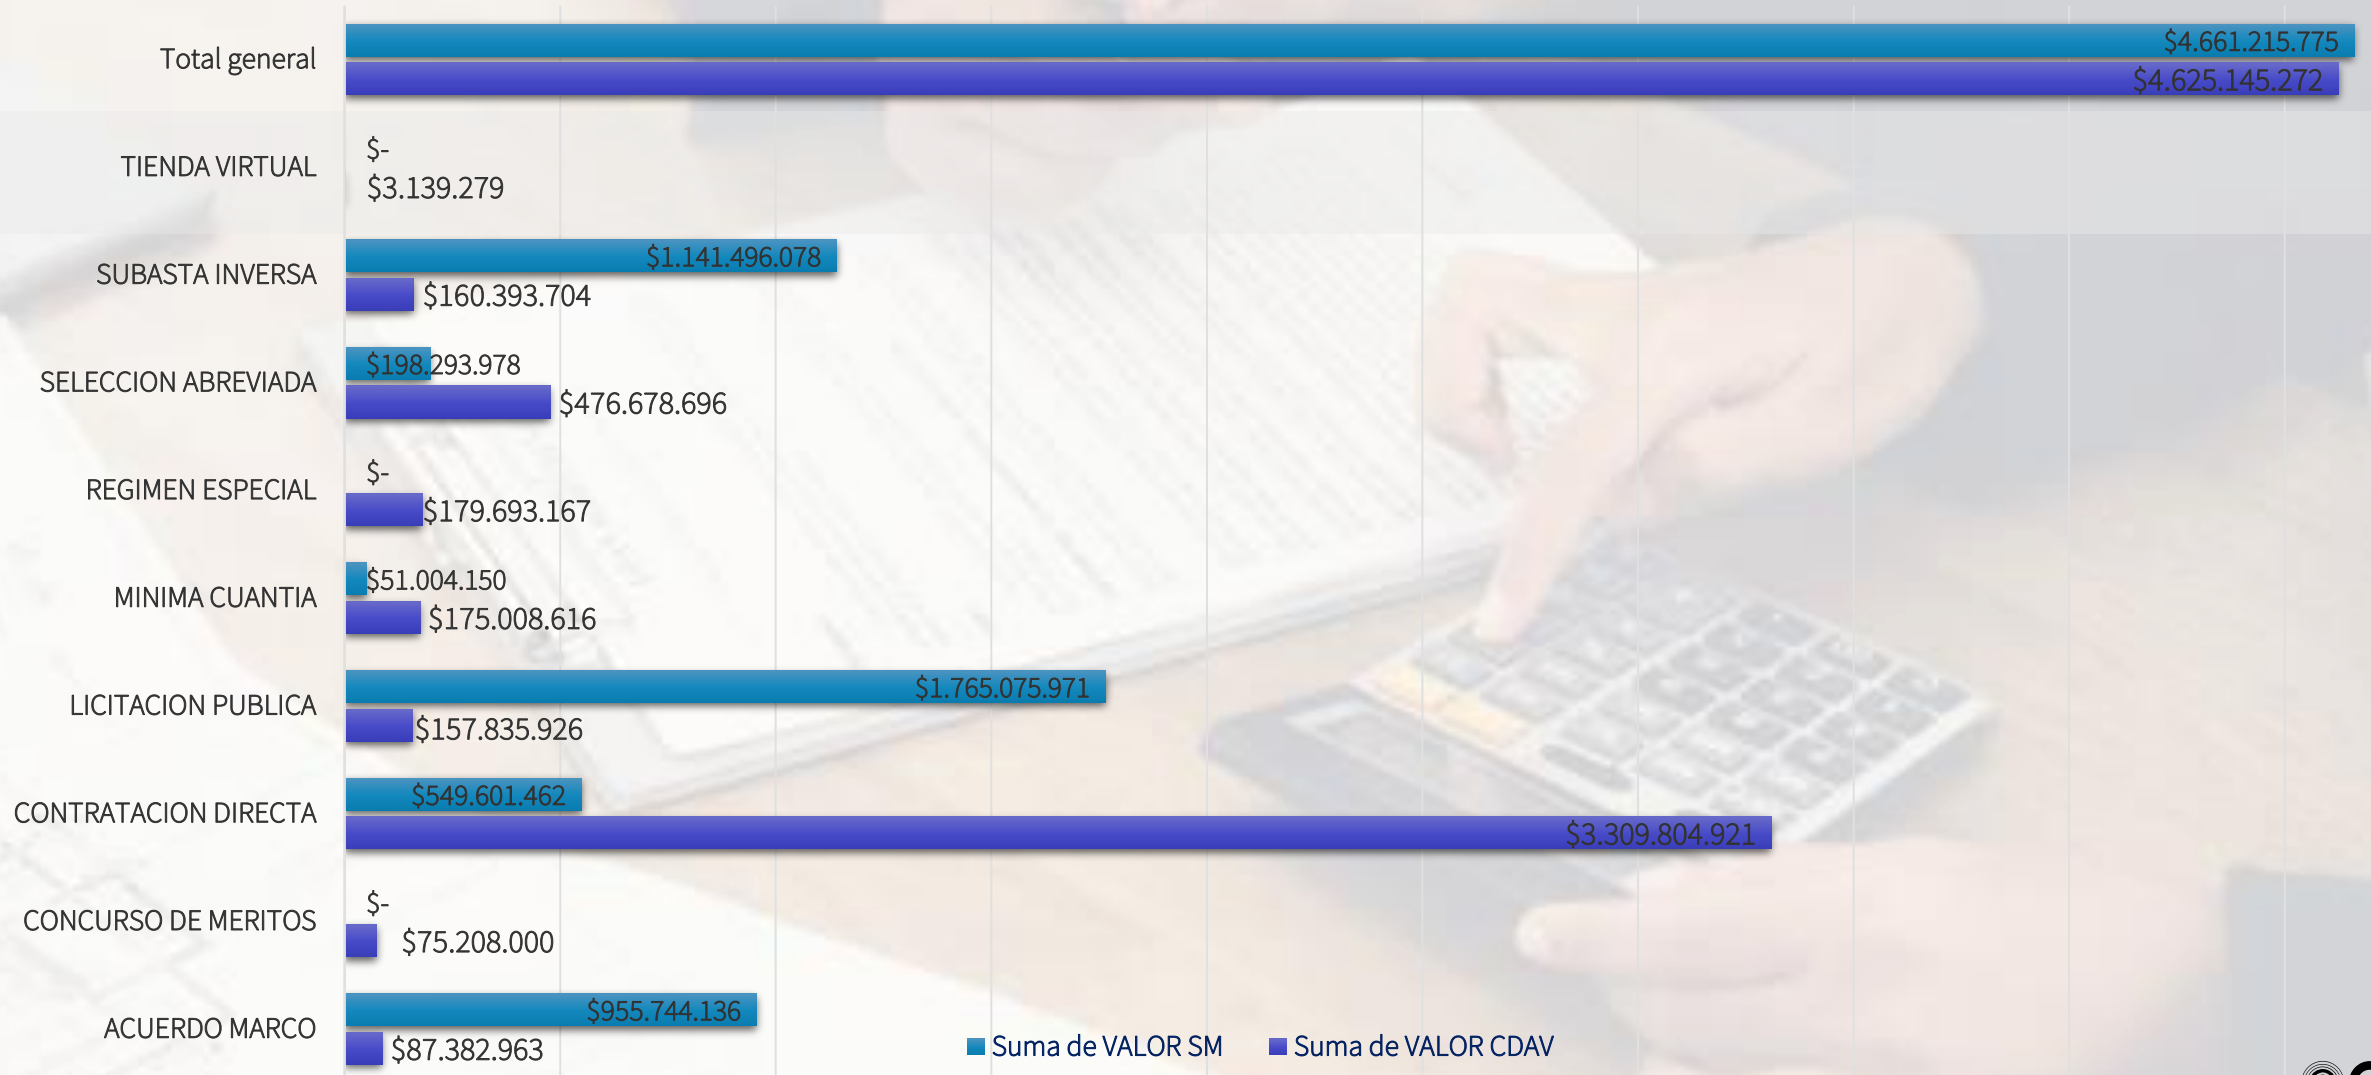 Total general
$4.661.215.775
$4.625.145.272
TIENDA VIRTUAL
$-
$3.139.279
SUBASTA INVERSA
$1.141.496.078
$160.393.704
SELECCION ABREVIADA
$198.293.978
$476.678.696
REGIMEN ESPECIAL
$-
$179.693.167
MINIMA CUANTIA
$51.004.150
$175.008.616
LICITACION PUBLICA
$1.765.075.971
$157.835.926
CONTRATACION DIRECTA
$549.601.462
$3.309.804.921
CONCURSO DE MERITOS
$-
$75.208.000
ACUERDO MARCO
$955.744.136
$87.382.963
Suma de VALOR SM
Suma de VALOR CDAV